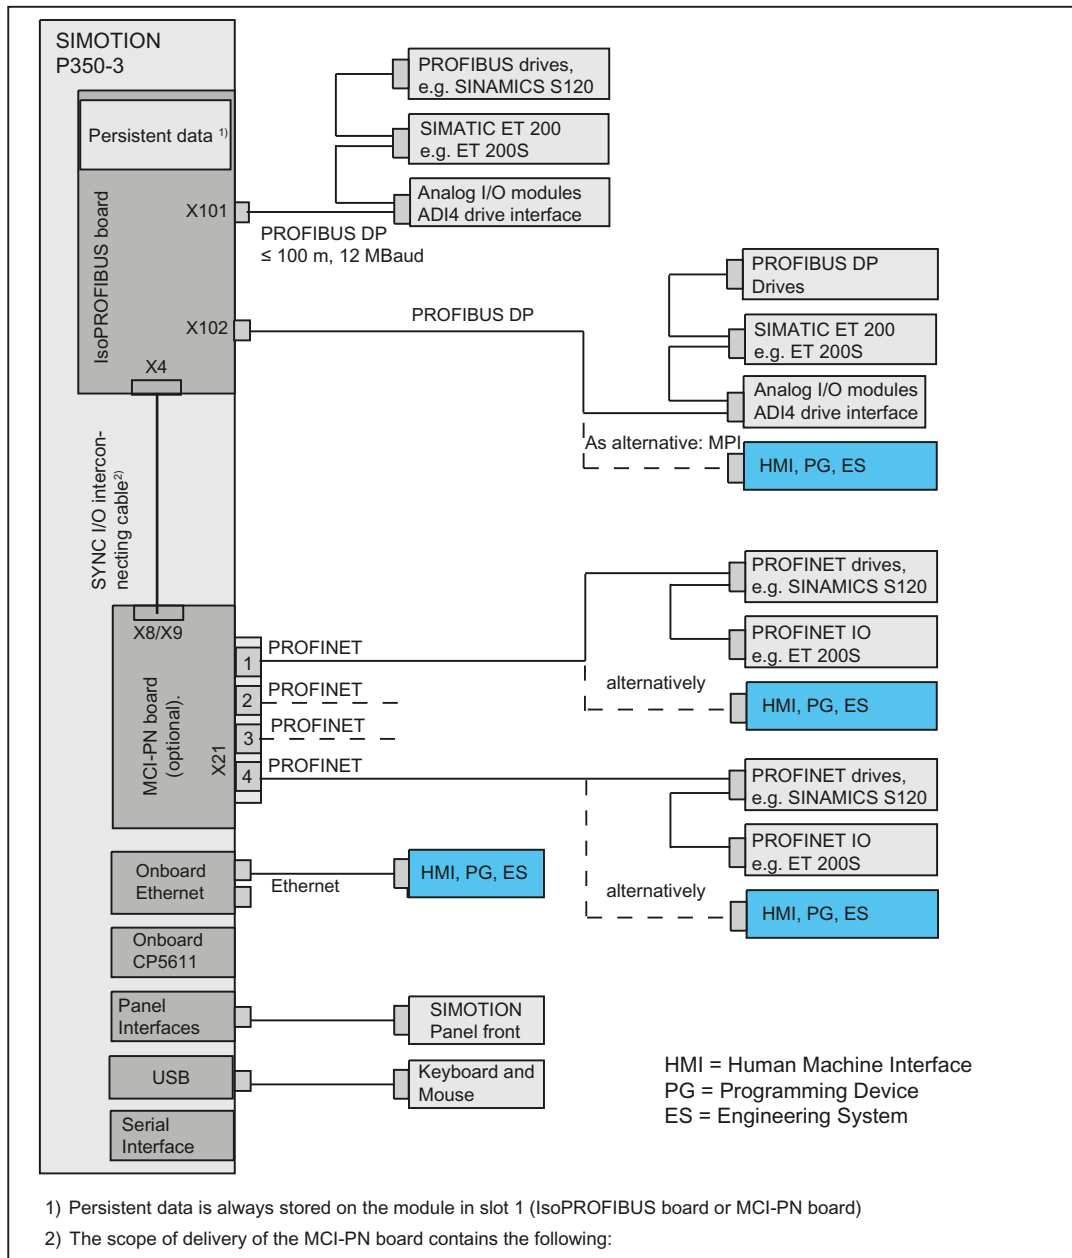 SIMOTION
P350-3
Persistent data 1)
IsoPROFIBUS board
X101
X102
X4
PROFIBUS drives,
e.g. SINAMICS S120
SIMATIC ET 200
e.g. ET 200S
Analog I/O modules
ADI4 drive interface
PROFIBUS DP
≤ 100 m, 12 MBaud
PROFIBUS DP
PROFIBUS DP
Drives
SIMATIC ET 200
e.g. ET 200S
Analog I/O modules
ADI4 drive interface
As alternative: MPI
HMI, PG, ES
SYNC I/O intercon-
necting cable2)
X8/X9
MCI-PN board
(optional).
X21
1
2
3
4
PROFINET
PROFINET
PROFINET
PROFINET
PROFINET drives,
e.g. SINAMICS S120
PROFINET IO
e.g. ET 200S
alternatively
HMI, PG, ES
PROFINET drives,
e.g. SINAMICS S120
PROFINET IO
e.g. ET 200S
alternatively
HMI, PG, ES
Onboard
Ethernet
Ethernet
HMI, PG, ES
Onboard
CP5611
Panel
Interfaces
SIMOTION
Panel front
USB
Keyboard and
Mouse
Serial
Interface
HMI = Human Machine Interface
PG = Programming Device
ES = Engineering System
1) Persistent data is always stored on the module in slot 1 (IsoPROFIBUS board or MCI-PN board)
2) The scope of delivery of the MCI-PN board contains the following: